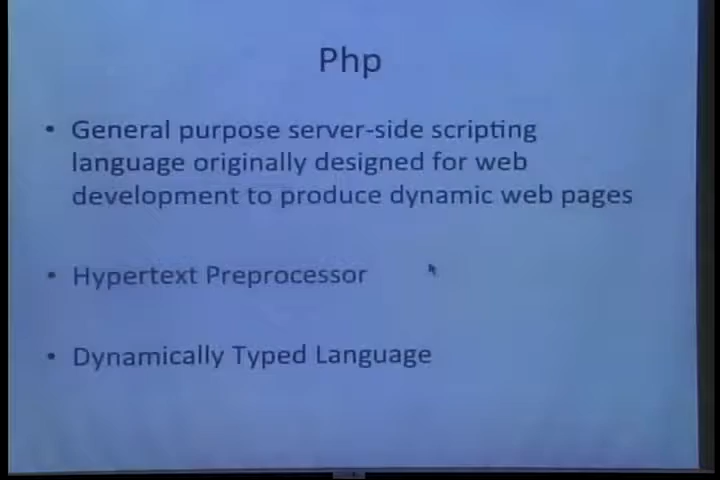 Php
• General purpose server-side scripting
language originally designed for web
development to produce dynamic web pages
• Hypertext Preprocessor
• Dynamically Typed Language